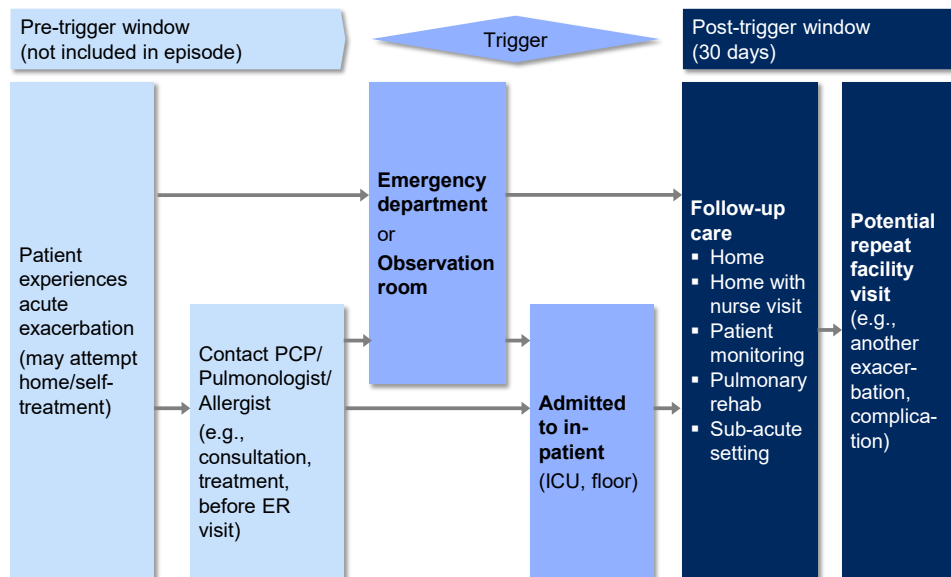 Pre-trigger window
(not included in episode)
Trigger
Post-trigger window
(30 days)
Patient
experiences
acute
exacerbation
(may attempt
home/self-
treatment)
Contact PCP/
Pulmonologist/
Allergist
(e.g.,
consultation,
treatment,
before ER
visit)
Emergency
department
or
Observation
room
Admitted
to in-
patient
(ICU, floor)
Follow-up
care
▪ Home
▪ Home with
nurse visit
▪ Patient
monitoring
▪ Pulmonary
rehab
▪ Sub-acute
setting
Potential
repeat
facility
visit
(e.g.,
another
exacer-
bation,
complica-
tion)